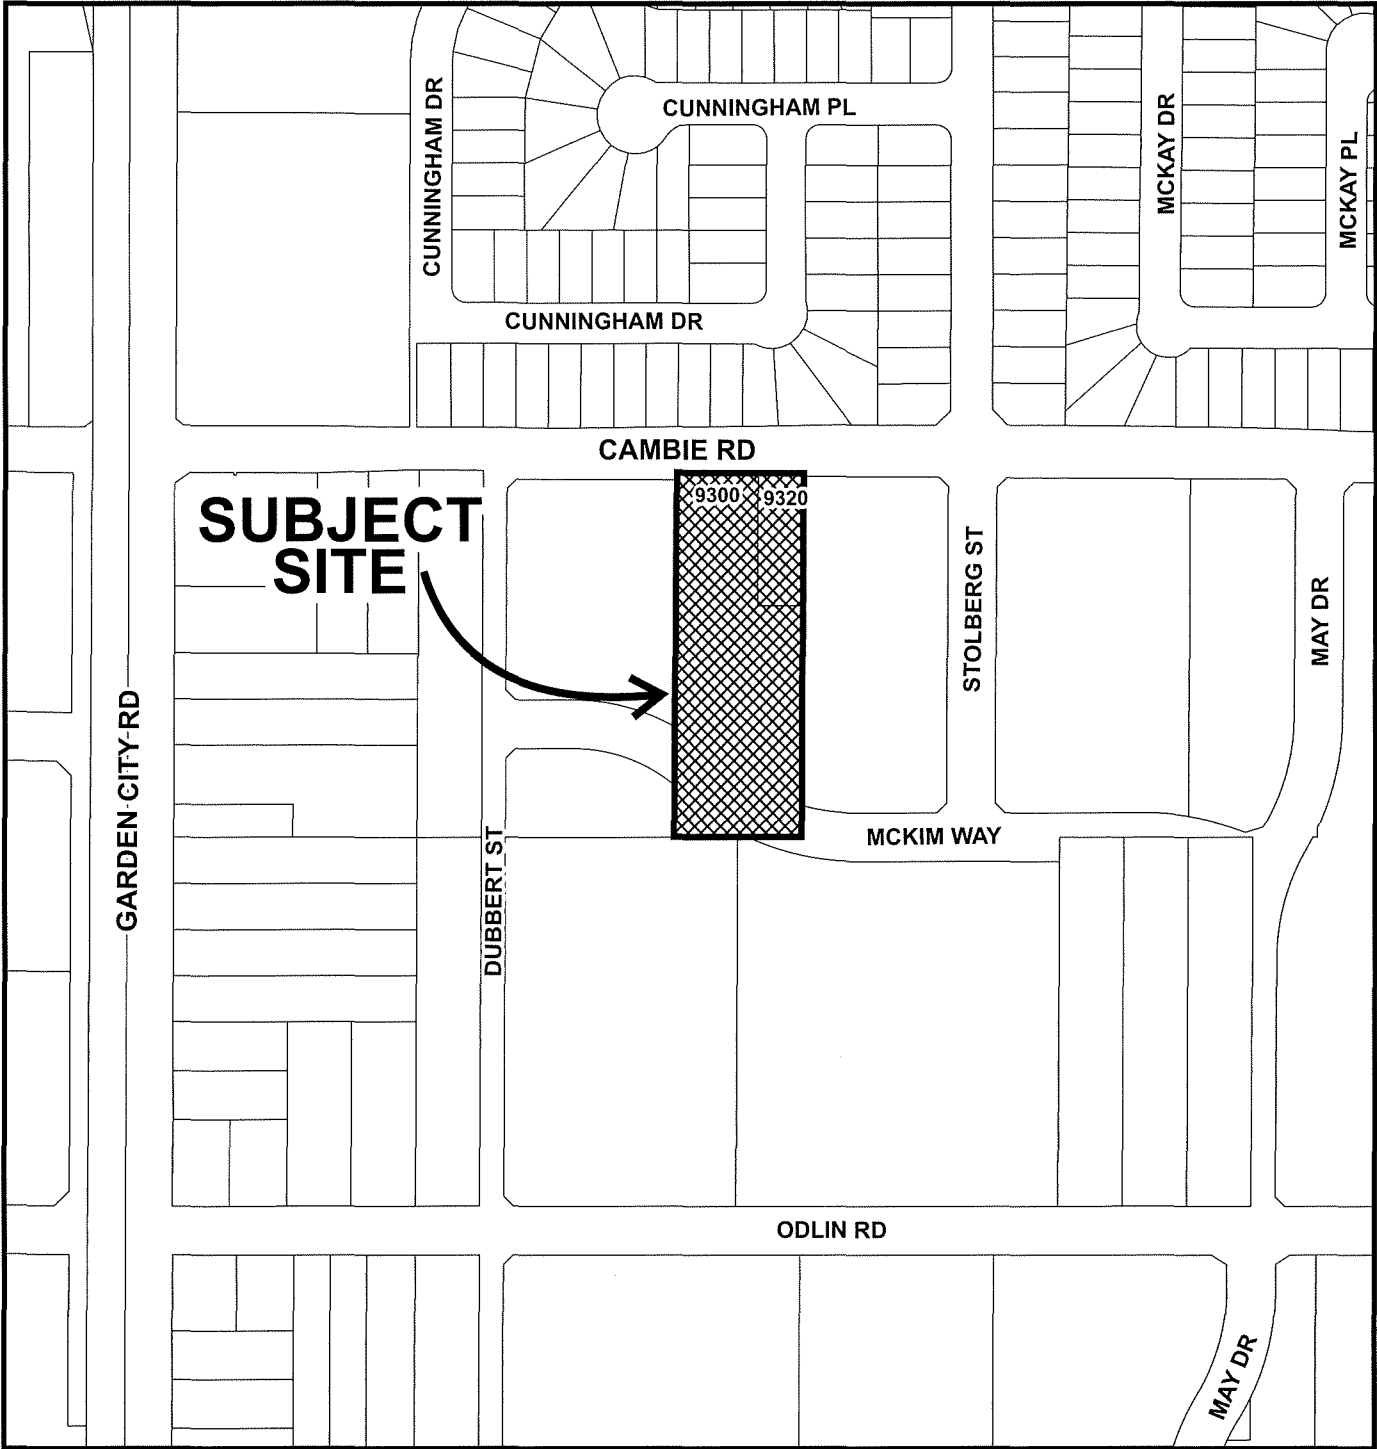 CUNNINGHAM DR
CUNNINGHAM PL
MCKAY DR
MCKAY PL
CUNNINGHAM DR
CAMBIE RD
9300
9320
SUBJECT
SITE
STOLBERG ST
MAY DR
GARDEN CITY RD
DUBBERT ST
MCKIM WAY
ODLIN RD
MAY DR